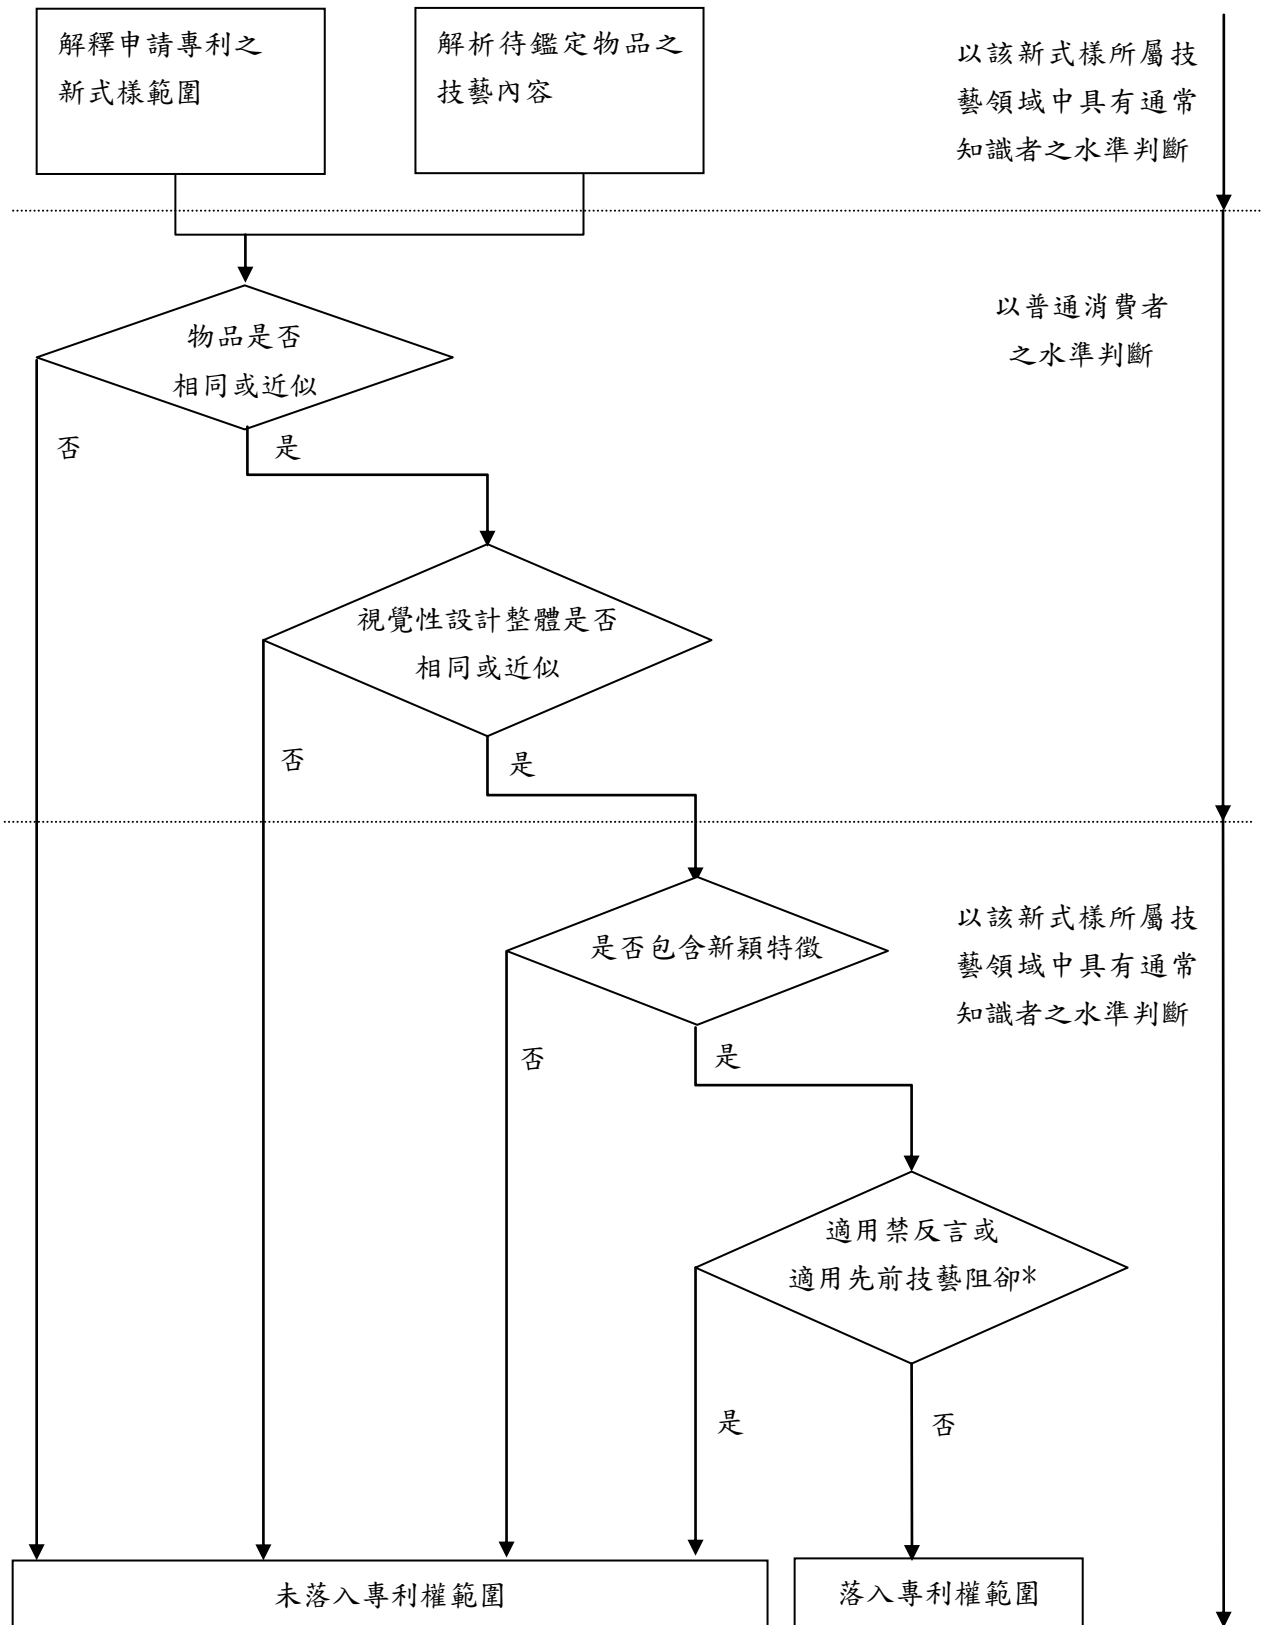 解釋申請專利之
新式樣範圍
解析待鑑定物品之
技藝內容
以該新式樣所屬技
藝領域中具有通常
知識者之水準判斷
物品是否
相同或近似
以普通消費者
之水準判斷
否
是
視覺性設計整體是否
相同或近似
否
是
是否包含新穎特徵
以該新式樣所屬技
藝領域中具有通常
知識者之水準判斷
否
是
適用禁反言或
適用先前技藝阻卻*
是
否
未落入專利權範圍
落入專利權範圍